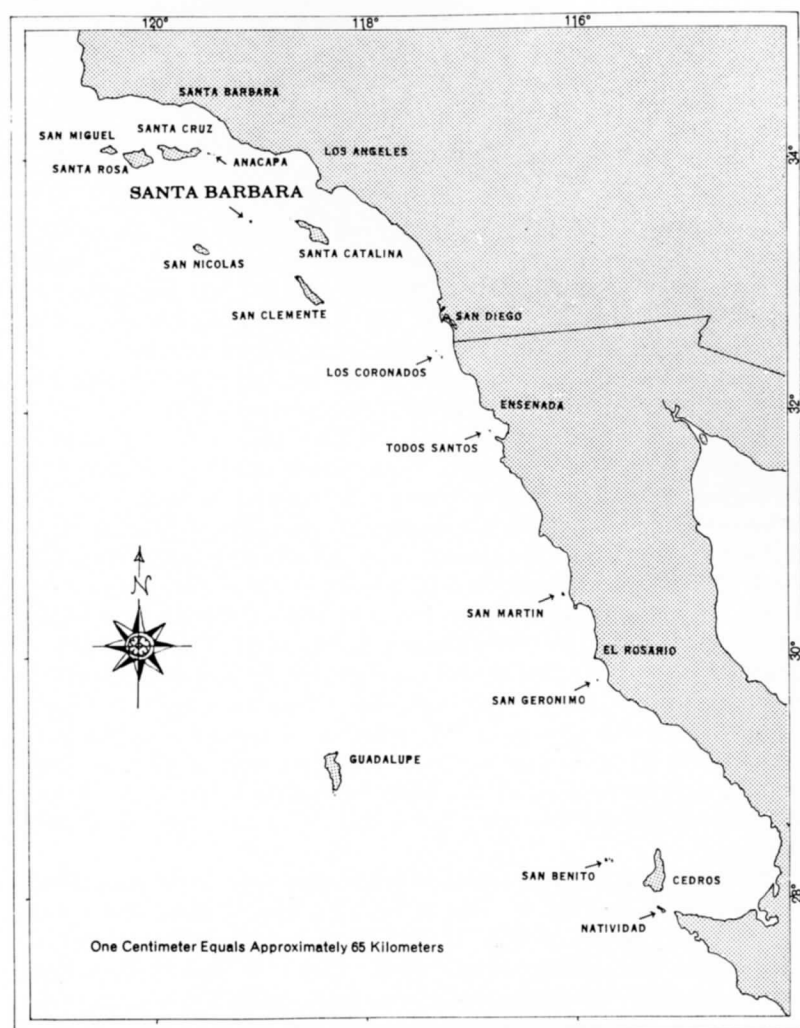 120°
118°
116°
SANTA BARBARA
SAN MIGUEL
SANTA CRUZ
LOS ANGELES
34°
SANTA ROSA
ANACAPA
SANTA BARBARA
SANTA CATALINA
SAN NICOLAS
SAN CLEMENTE
SAN DIEGO
LOS CORONADOS
ENSENADA
32°
TODOS SANTOS
N
SAN MARTIN
EL ROSARIO
30°
SAN GERONIMO
GUADALUPE
SAN BENITO
CEDROS
28°
NATIVIDAD
One Centimeter Equals Approximately 65 Kilometers